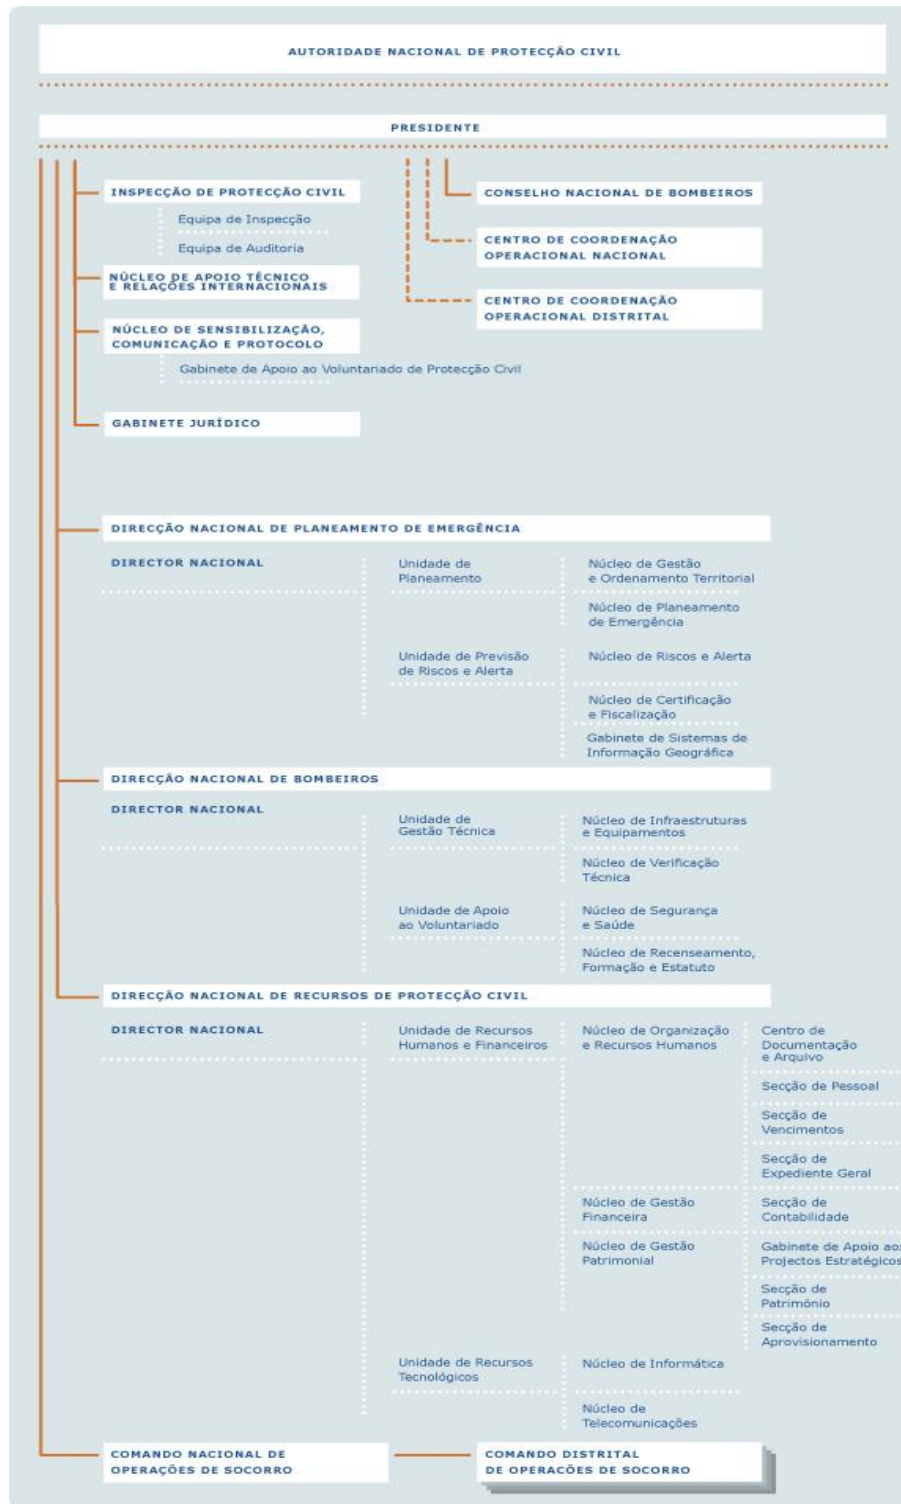 AUTORIDADE NACIONAL DE PROTECÇÃO CIVIL
PRESIDENTE
INSPECÇÃO DE PROTECÇÃO CIVIL
Equipa de Inspecção
Equipa de Auditoria
NÚCLEO DE APOIO TÉCNICO
E RELAÇÕES INTERNACIONAIS
NÚCLEO DE SENSIBILIZAÇÃO,
COMUNICAÇÃO E PROTOCOLO
Gabinete de Apoio ao Voluntariado de Protecção Civil
GABINETE JURÍDICO
CONSELHO NACIONAL DE BOMBEIROS
CENTRO DE COORDENAÇÃO
OPERACIONAL NACIONAL
CENTRO DE COORDENAÇÃO
OPERACIONAL DISTRITAL
DIRECÇÃO NACIONAL DE PLANEAMENTO DE EMERGÊNCIA
DIRECTOR NACIONAL
Unidade de
Planeamento
Núcleo de Gestão
e Ordenamento Territorial
Núcleo de Planeamento
de Emergência
Unidade de Previsão
de Riscos e Alerta
Núcleo de Riscos e Alerta
Núcleo de Certificação
e Fiscalização
Gabinete de Sistemas de
Informação Geográfica
DIRECÇÃO NACIONAL DE BOMBEIROS
DIRECTOR NACIONAL
Unidade de
Gestão Técnica
Núcleo de Infraestruturas
e Equipamentos
Núcleo de Verificação
Técnica
Unidade de Apoio
ao Voluntariado
Núcleo de Segurança
e Saúde
Núcleo de Recenseamento,
Formação e Estatuto
DIRECÇÃO NACIONAL DE RECURSOS DE PROTECÇÃO CIVIL
DIRECTOR NACIONAL
Unidade de Recursos
Humanos e Financeiros
Núcleo de Organização
e Recursos Humanos
Centro de
Documentação
e Arquivo
Secção de Pessoal
Secção de
Vencimentos
Secção de
Expediente Geral
Núcleo de Gestão
Financeira
Secção de
Contabilidade
Núcleo de Gestão
Patrimonial
Gabinete de Apoio aos
Projectos Estratégicos
Secção de
Património
Secção de
Aprovisionamento
Unidade de Recursos
Tecnológicos
Núcleo de Informática
Núcleo de
Telecomunicações
COMANDO NACIONAL DE
OPERAÇÕES DE SOCORRO
COMANDO DISTRITAL
DE OPERACÕES DE SOCORRO